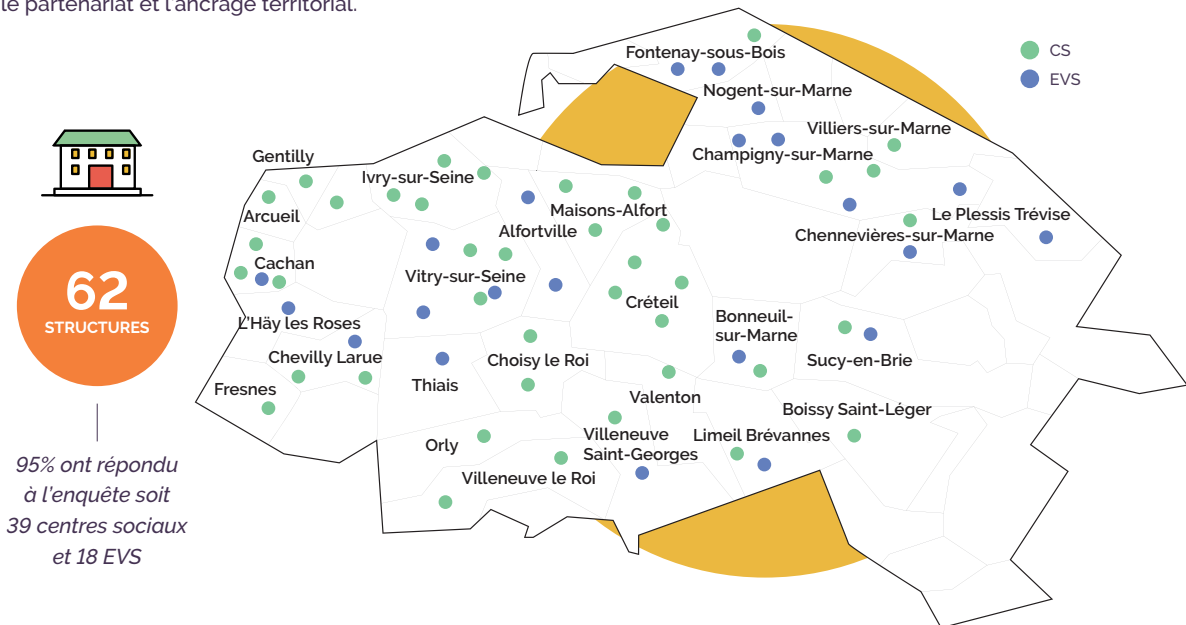 le partenariat et l'ancrage territorial.
CS
EVS
62
STRUCTURES
95% ont répondu
à l'enquête soit
39 centres sociaux
et 18 EVS
Fontenay-sous-Bois
Nogent-sur-Marne
Villiers-sur-Marne
Champigny-sur-Marne
Gentilly
Ivry-sur-Seine
Arcueil
Maisons-Alfort
Le Plessis Trévise
Alfortville
Chennevières-sur-Marne
Cachan
Vitry-sur-Seine
Créteil
Bonneuil-
sur-Marne
L'Häy les Roses
Chevilly Larue
Choisy le Roi
Sucy-en-Brie
Thiais
Fresnes
Valenton
Boissy Saint-Léger
Orly
Villeneuve
Saint-Georges
Limeil Brévannes
Villeneuve le Roi